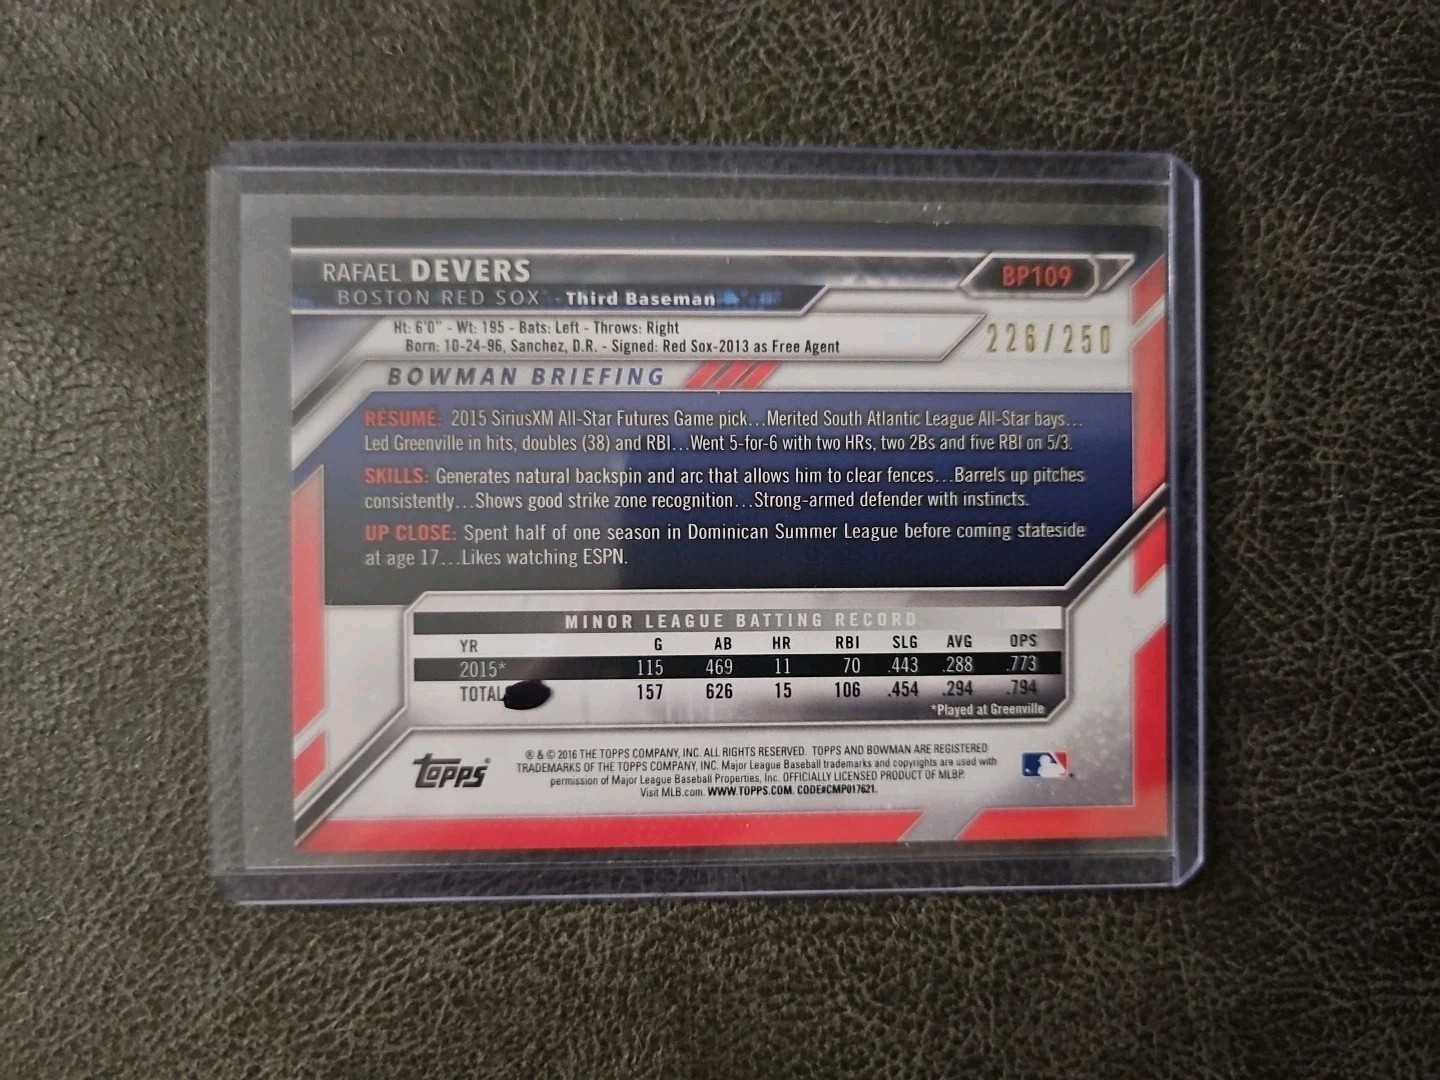 RAFAEL DEVERS
BP109
BOSTON RED SOX - Third Baseman
Ht: 6'0" - Wt: 195 - Bats: Left - Throws: Right
226/250
Born: 10-24-96, Sanchez, D.R. - Signed: Red Sox-2013 as Free Agent
BOWMAN BRIEFING
RÉSUMÉ: 2015 SiriusXM All-Star Futures Game pick...Merited South Atlantic League All-Star bays...
Led Greenville in hits, doubles (38) and RBI...Went 5-for-6 with two HRs, two 2Bs and five RBI on 5/3.
SKILLS: Generates natural backspin and arc that allows him to clear fences...Barrels up pitches
consistently...Shows good strike zone recognition...Strong-armed defender with instincts.
UP CLOSE: Spent half of one season in Dominican Summer League before coming stateside
at age 17...Likes watching ESPN.
MINOR LEAGUE BATTING RECORD
YR G AB HR RBI SLG AVG OPS
2015* 115 469 11 70 .443 .288 .773
TOTAL 157 626 15 106 .454 .294 .794
*Played at Greenville
Topps
® & © 2016 THE TOPPS COMPANY, INC. ALL RIGHTS RESERVED. TOPPS AND BOWMAN ARE REGISTERED
TRADEMARKS OF THE TOPPS COMPANY, INC. Major League Baseball trademarks and copyrights are used with
permission of Major League Baseball Properties, Inc. OFFICIALLY LICENSED PRODUCT OF MLBP.
Visit MLB.com. WWW.TOPPS.COM. CODE#CMP017621.